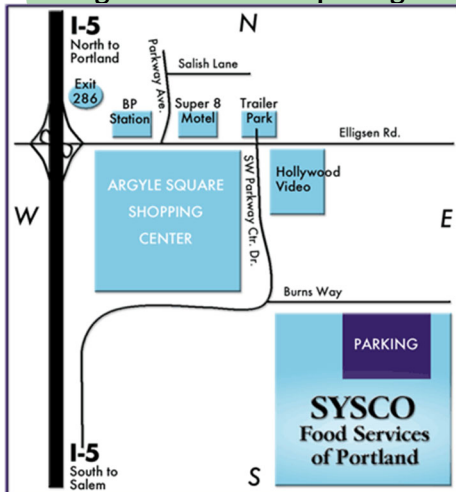 I-5
North to
Portland
N
Parkway Ave.
Salish Lane
Exit
286
BP
Station
Super 8
Motel
Trailer
Park
Elligsen Rd.
ARGYLE SQUARE
SHOPPING
CENTER
SW Parkway Ctr. Dr.
Hollywood
Video
W
E
Burns Way
PARKING
SYSCO
Food Services
of Portland
I-5
South to
Salem
S